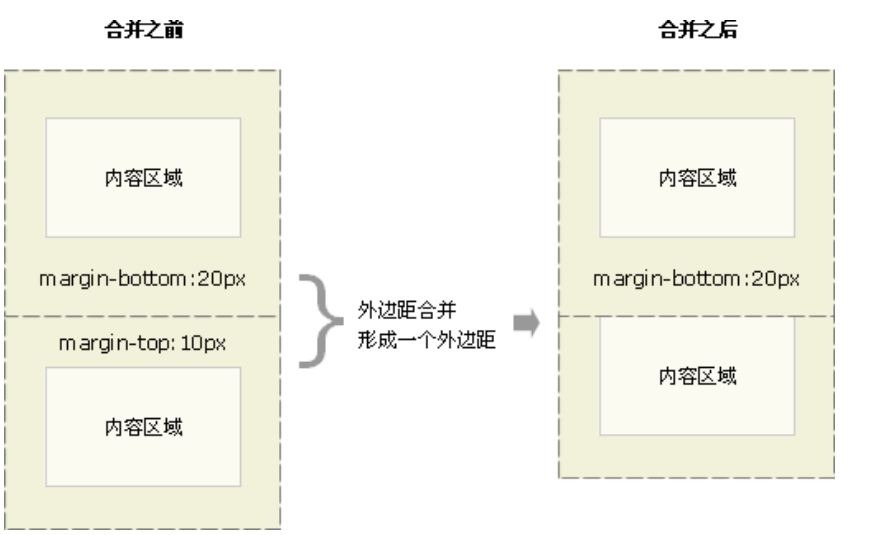 合并之前
合并之后
内容区域
margin-bottom:20px
margin-top:10px
内容区域
外边距合并
形成一个外边距
内容区域
margin-bottom:20px
内容区域